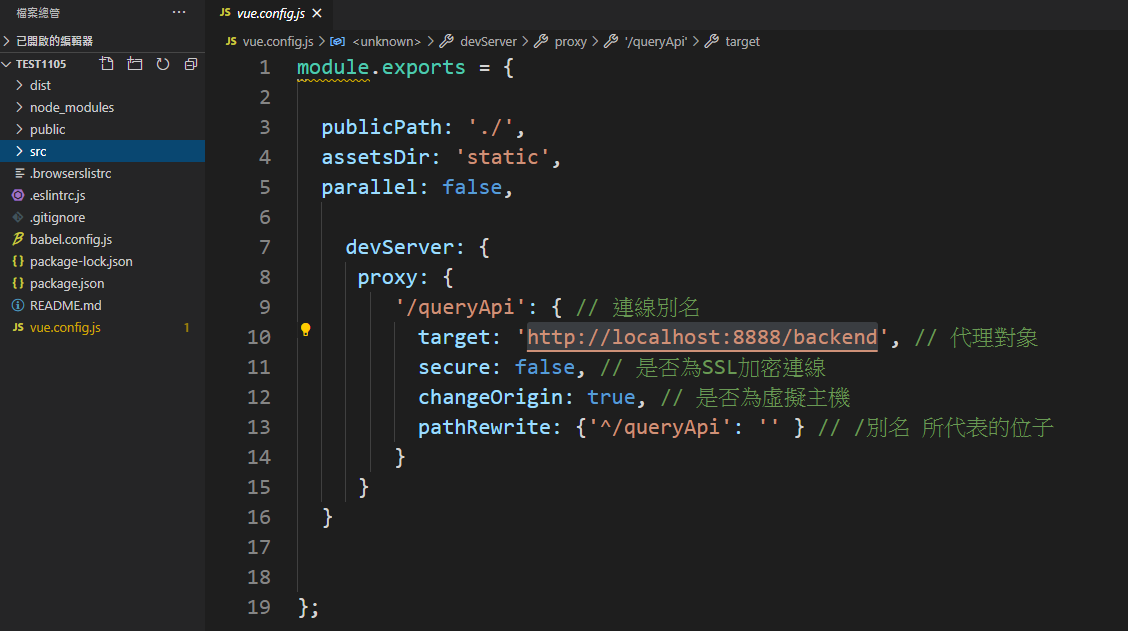 檔案總管 ···
已開啟的編輯器
TEST1105
dist
node_modules
public
src
.browserslistrc
.eslintrc.js
.gitignore
babel.config.js
package-lock.json
package.json
README.md
JS vue.config.js 1
JS vue.config.js ×
JS vue.config.js > <unknown> > devServer > proxy > '/queryApi' > target
1 module.exports = {
2
3 publicPath: './',
4 assetsDir: 'static',
5 parallel: false,
6
7 devServer: {
8 proxy: {
9 '/queryApi': { // 連線別名
10 target: 'http://localhost:8888/backend', // 代理對象
11 secure: false, // 是否為SSL加密連線
12 changeOrigin: true, // 是否為虛擬主機
13 pathRewrite: {'^/queryApi': '' } // /別名 所代表的位子
14 }
15 }
16 }
17
18
19 };